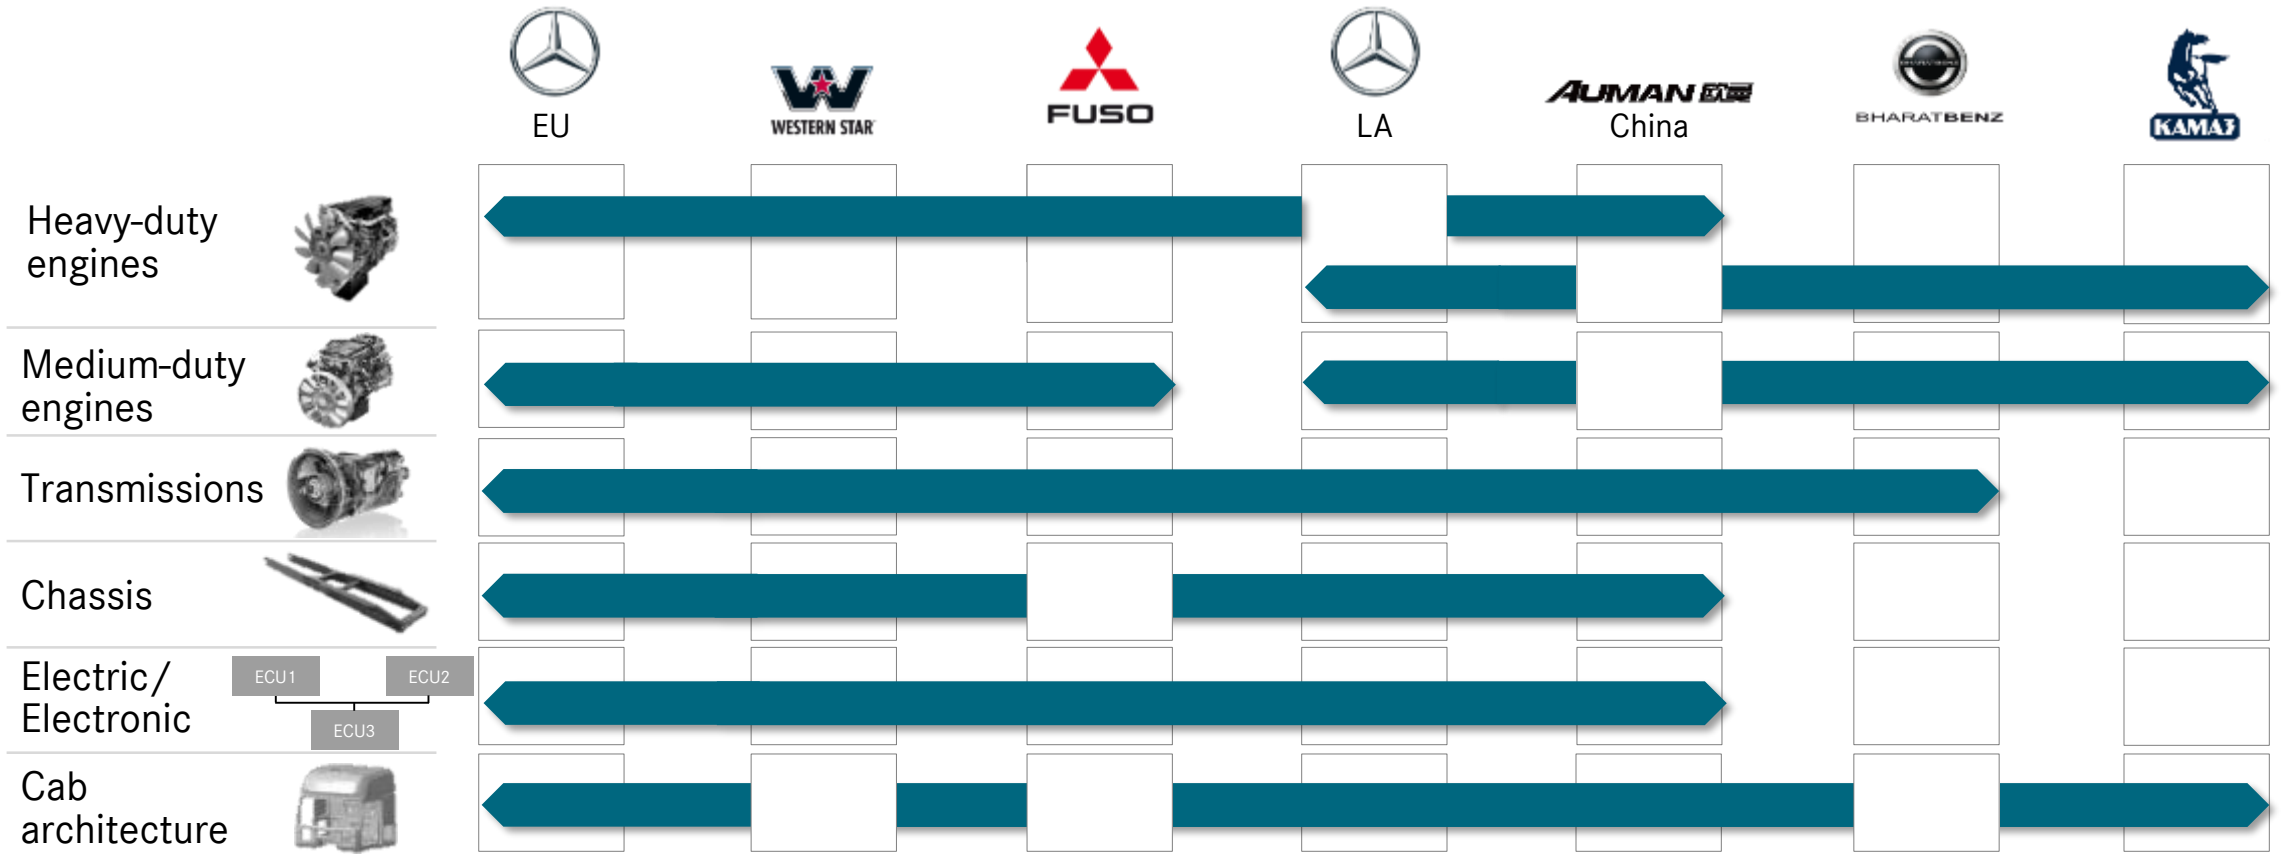 EU
WESTERN STAR
FUSO
LA
AUMAN
China
BHARATBENZ
КАМАЗ
Heavy-duty
engines
Medium-duty
engines
Transmissions
Chassis
Electric/
Electronic
ECU1
ECU2
ECU3
Cab
architecture